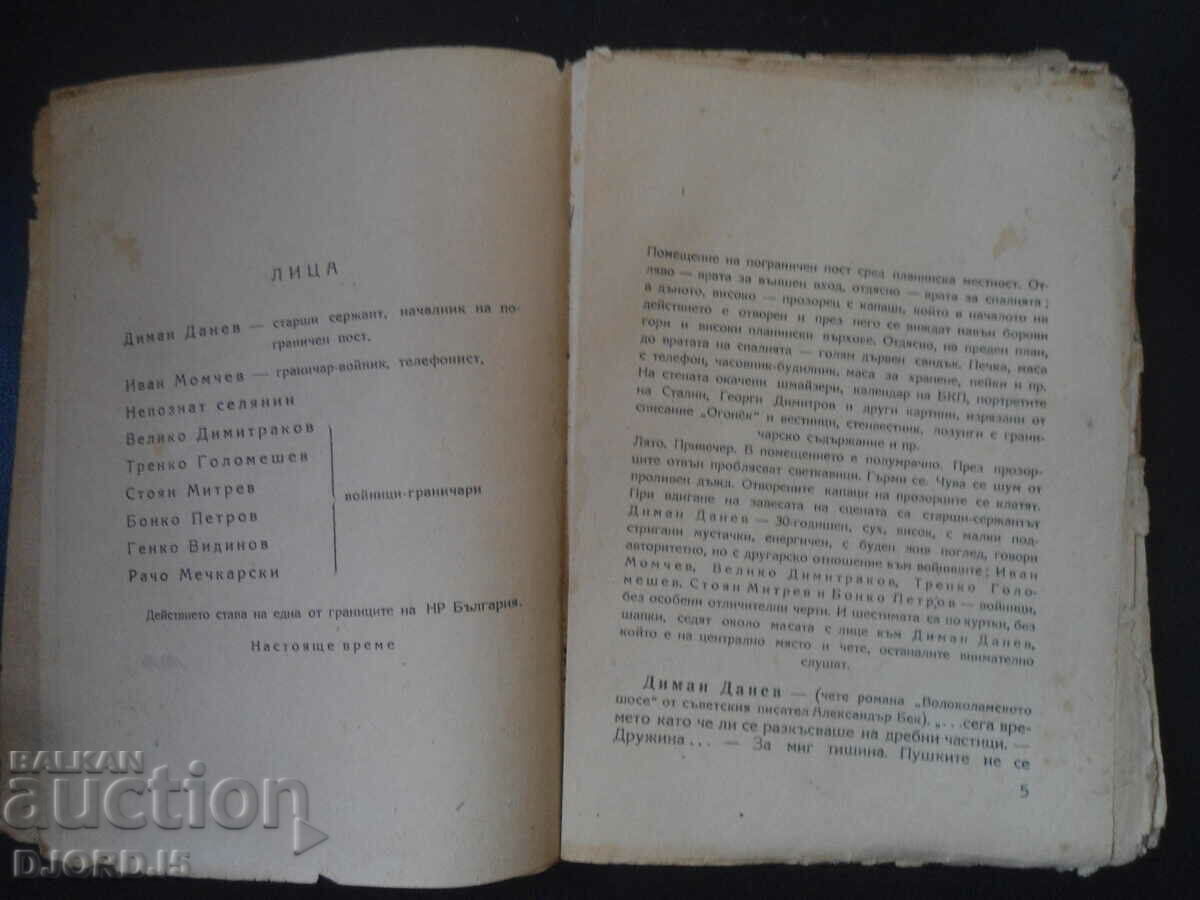 ЛИЦА
Диман Данев — старши сержант, началник на по-
граничен пост.
Иван Момчев — граничар-войник, телефонист,
Непознат селянин
Велико Димитраков
Тренко Голомешев
Стоян Митрев
войници-граничари
Бонко Петров
Генко Видинов
Рачо Мечкарски
Действието става на една от границите на НР България.
Настояще време
Помещение на пограничен пост сред планинска местност. От-
ляво — врата за външен вход, отдясно — врата за спалнята;
в дъното, високо — прозорец с капаци, който в началото ни
действието е отворен и през него се виждат навън борови
гори и високи планински върхове. Отдясно, на преден план,
до вратата на спалнята — голям дървен сандък. Печка, маса
с телефон, часовник-будилник, маса за хранене, пейки и пр.
На стената окачени шмайзери, календар на БКП, портретите
на Сталин, Георги Димитров и други картини, изрязани от
списание „Огонёк" и вестници, стенвестник, лозунги с грани-
чарско съдържание и пр.
Лято. Привечер. В помещението е полумрачно. През прозор-
ците отвън проблясват светкавици. Гърми се. Чува се шум от
проливен дъжд. Отворените капаци на прозорците се клатят.
При вдигане на завесата на сцената са старши-сержантът
Диман Данев — 30-годишен, сух, висок, с малки под-
стригани мустачки, енергичен, с буден жив поглед, говори
авторитетно, но с другарско отношение към войниците; Иван
Момчев, Велико Димитраков, Тренко Голо-
мешев, Стоян Митрев и Бонко Петров — войници,
без особени отличителни черти. И шестимата са по куртки, без
шапки, седят около масата с лице към Диман Данев,
който е на централно място и чете, останалите внимателно
слушат.
Диман Данев — (чете романа „Волоколамското
шосе" от съветския писател Александър Бек). „...сега вре-
мето като че ли се разкъсваше на дребни частици. —
Дружина... — За миг тишина. Пушките не се
5
BALKAN
auction
DJORD.15